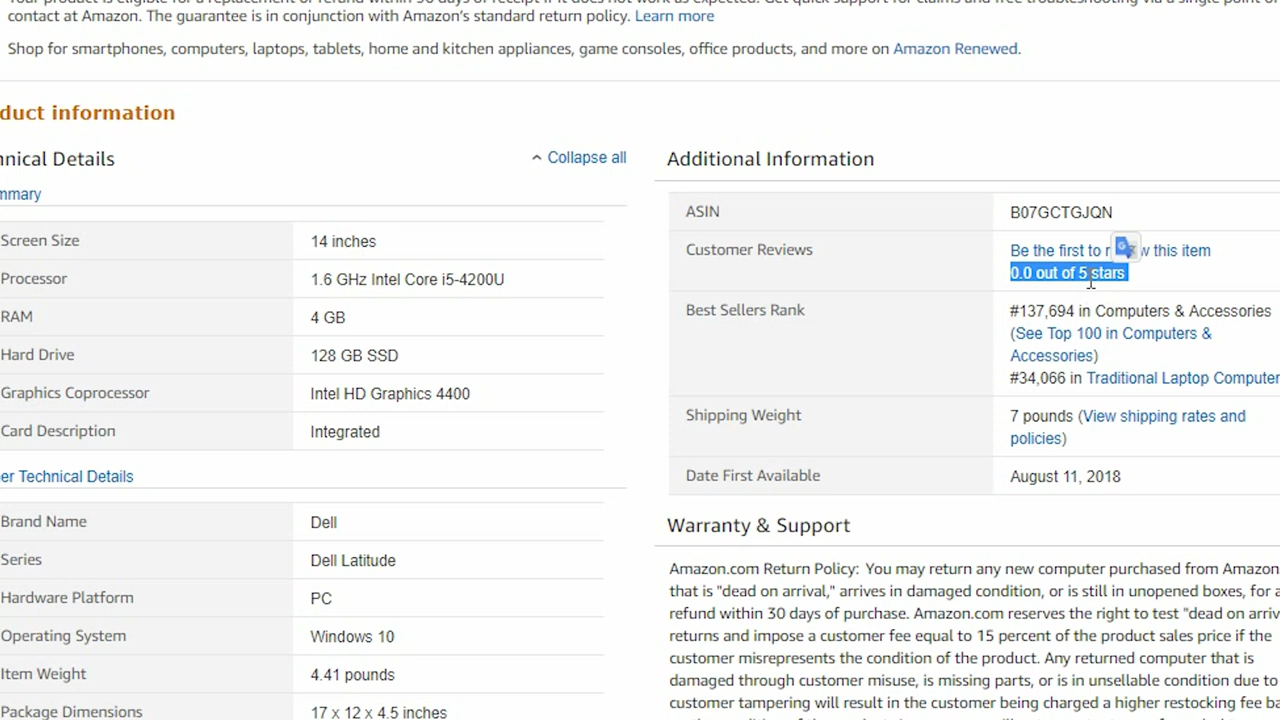 contact at Amazon. The guarantee is in conjunction with Amazon's standard return policy. Learn more
Shop for smartphones, computers, laptops, tablets, home and kitchen appliances, game consoles, office products, and more on Amazon Renewed.
duct information
nnical Details
Collapse all
mmary
Screen Size 14 inches
Processor 1.6 GHz Intel Core i5-4200U
RAM 4 GB
Hard Drive 128 GB SSD
Graphics Coprocessor Intel HD Graphics 4400
Card Description Integrated
er Technical Details
Brand Name Dell
Series Dell Latitude
Hardware Platform PC
Operating System Windows 10
Item Weight 4.41 pounds
Package Dimensions 17 x 12 x 4.5 inches
Additional Information
ASIN B07GCTGJQN
Customer Reviews Be the first to r w this item
0.0 out of 5 stars
Best Sellers Rank #137,694 in Computers & Accessories
(See Top 100 in Computers &
Accessories)
#34,066 in Traditional Laptop Computer
Shipping Weight 7 pounds (View shipping rates and
policies)
Date First Available August 11, 2018
Warranty & Support
Amazon.com Return Policy: You may return any new computer purchased from Amazon
that is "dead on arrival," arrives in damaged condition, or is still in unopened boxes, for a
refund within 30 days of purchase. Amazon.com reserves the right to test "dead on arriv
returns and impose a customer fee equal to 15 percent of the product sales price if the
customer misrepresents the condition of the product. Any returned computer that is
damaged through customer misuse, is missing parts, or is in unsellable condition due to
customer tampering will result in the customer being charged a higher restocking fee ba